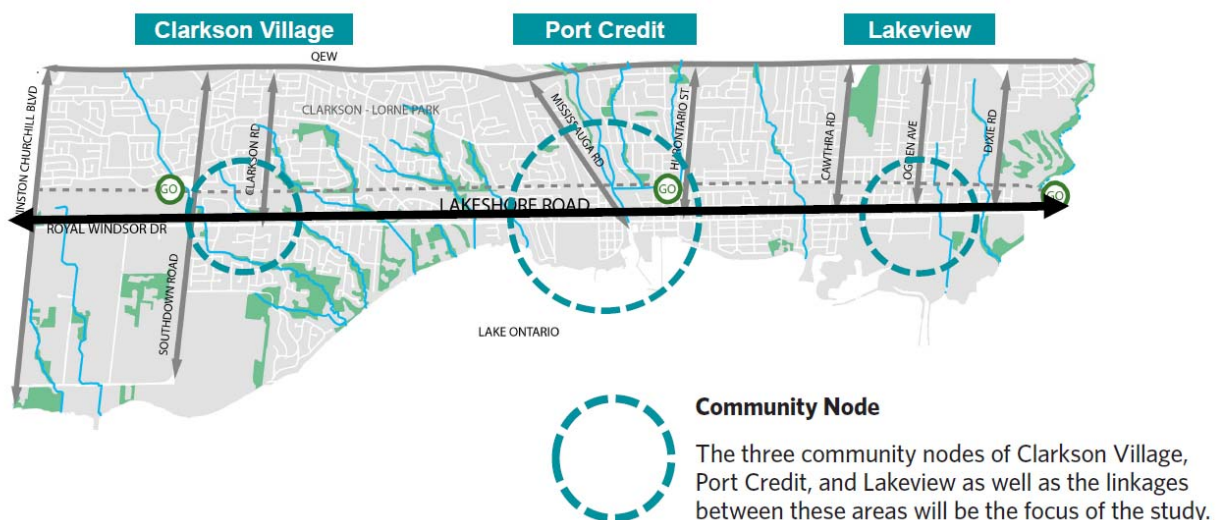 Clarkson Village
Port Credit
Lakeview
QEW
WINSTON CHURCHILL BLVD
CLARKSON - LORNE PARK
MISSISSAUGA RD
HURONTARIO ST
CLARKSON RD
CAWTHRA RD
OGDEN AVE
DIXIE RD
GO
GO
GO
LAKESHORE ROAD
ROYAL WINDSOR DR
SOUTHDOWN ROAD
LAKE ONTARIO
Community Node
The three community nodes of Clarkson Village,
Port Credit, and Lakeview as well as the linkages
between these areas will be the focus of the study.